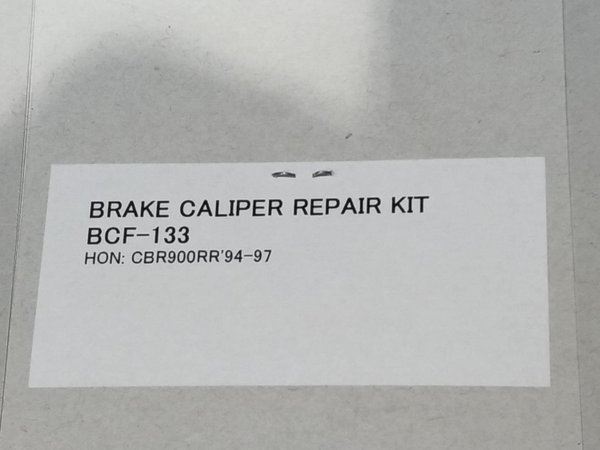 BRAKE CALIPER REPAIR KIT
BCF-133
HON: CBR900RR'94-97